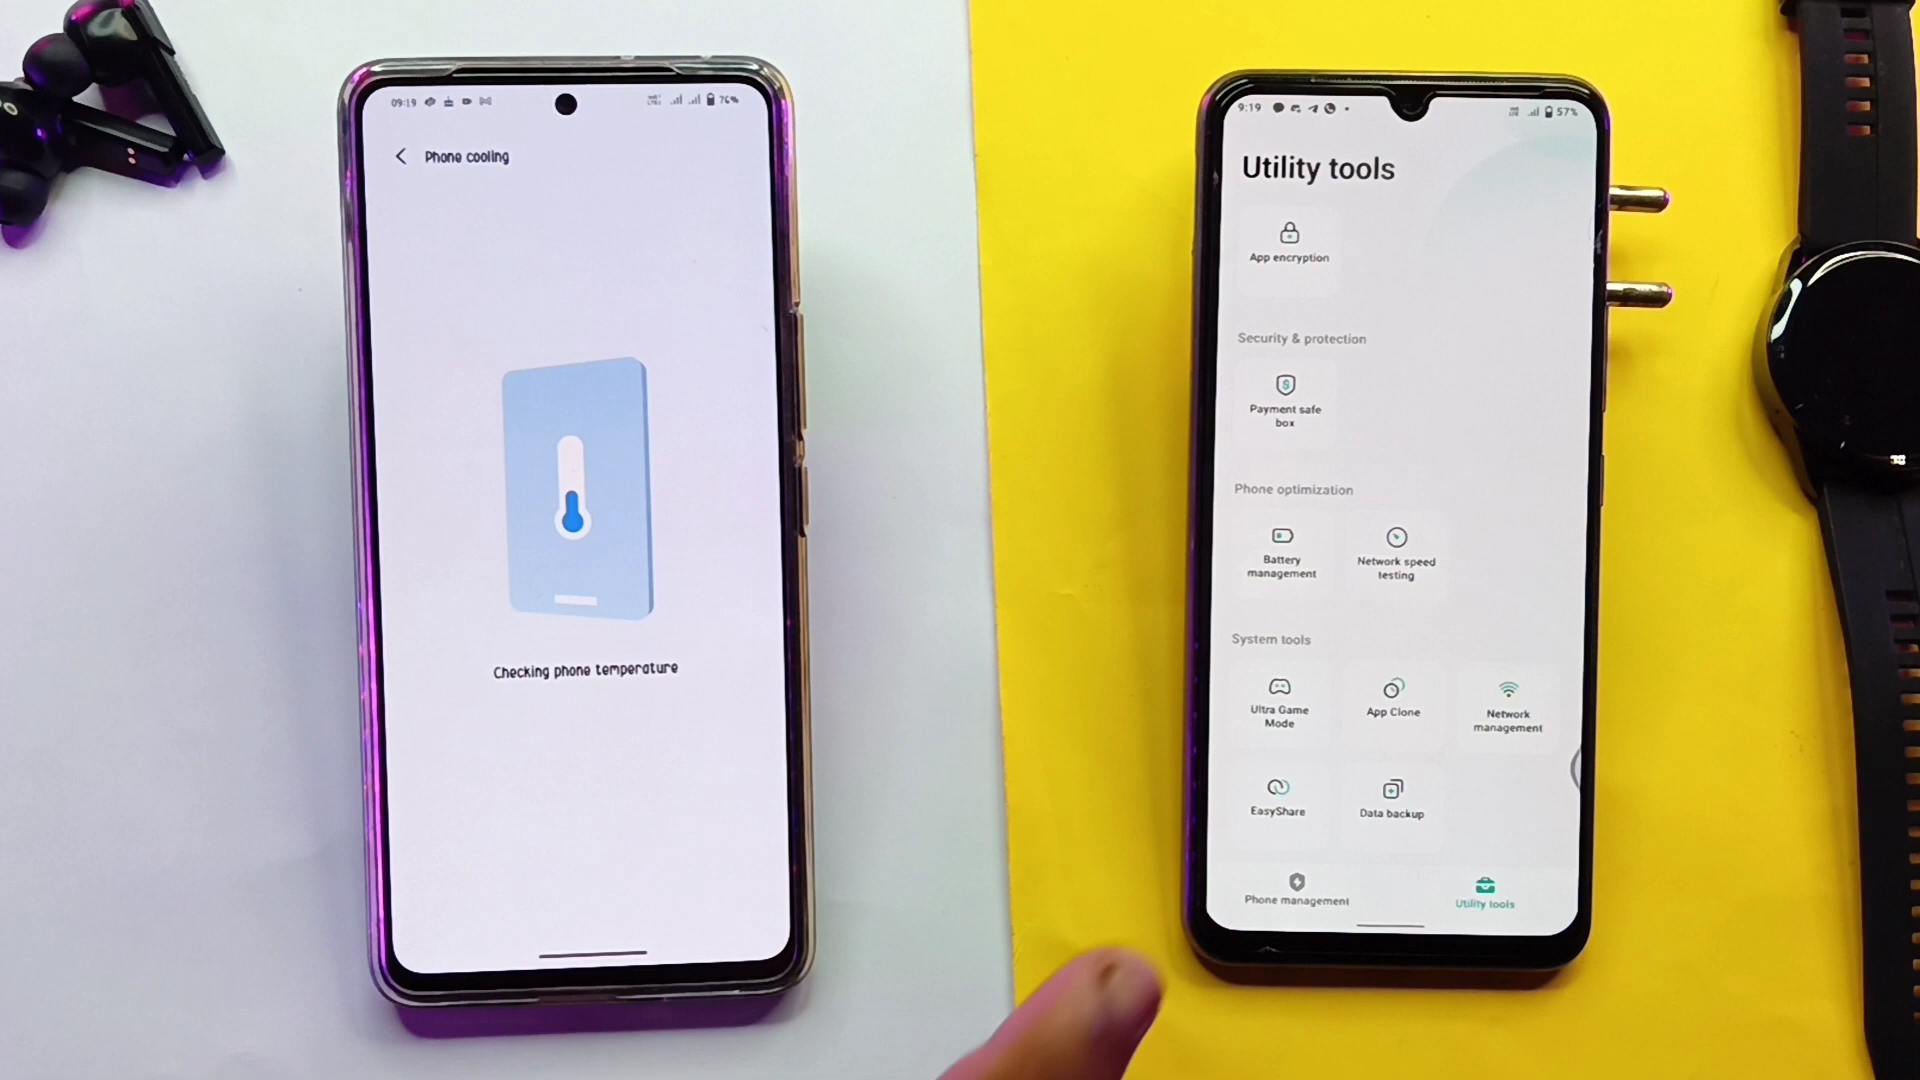 09:19
76%
Phone cooling
Checking phone temperature
9:19
57%
Utility tools
App encryption
Security & protection
Payment safe
box
Phone optimization
Battery
management
Network speed
testing
System tools
Ultra Game
Mode
App Clone
Network
management
EasyShare
Data backup
Phone management
Utility tools